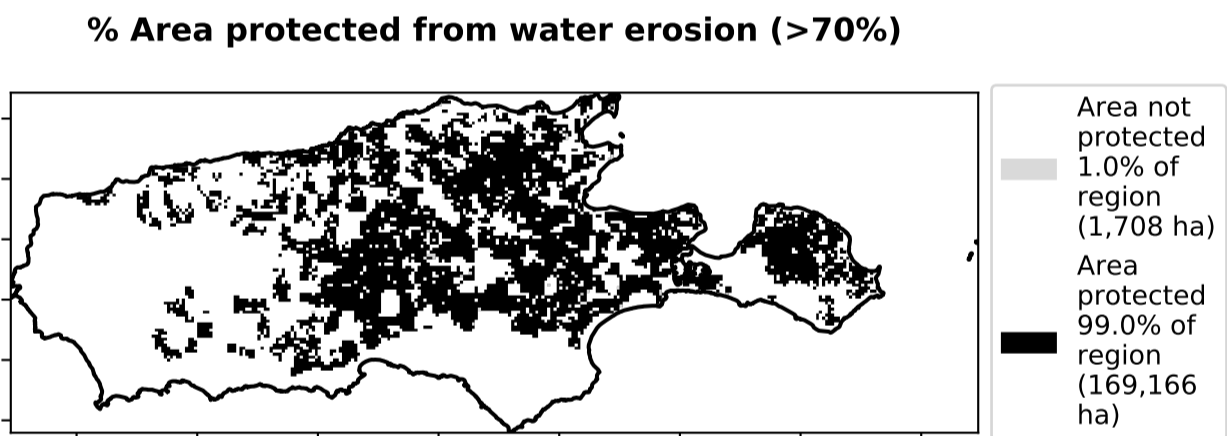 % Area protected from water erosion (>70%)
Area not
protected
1.0% of
region
(1,708 ha)
Area
protected
99.0% of
region
(169,166
ha)